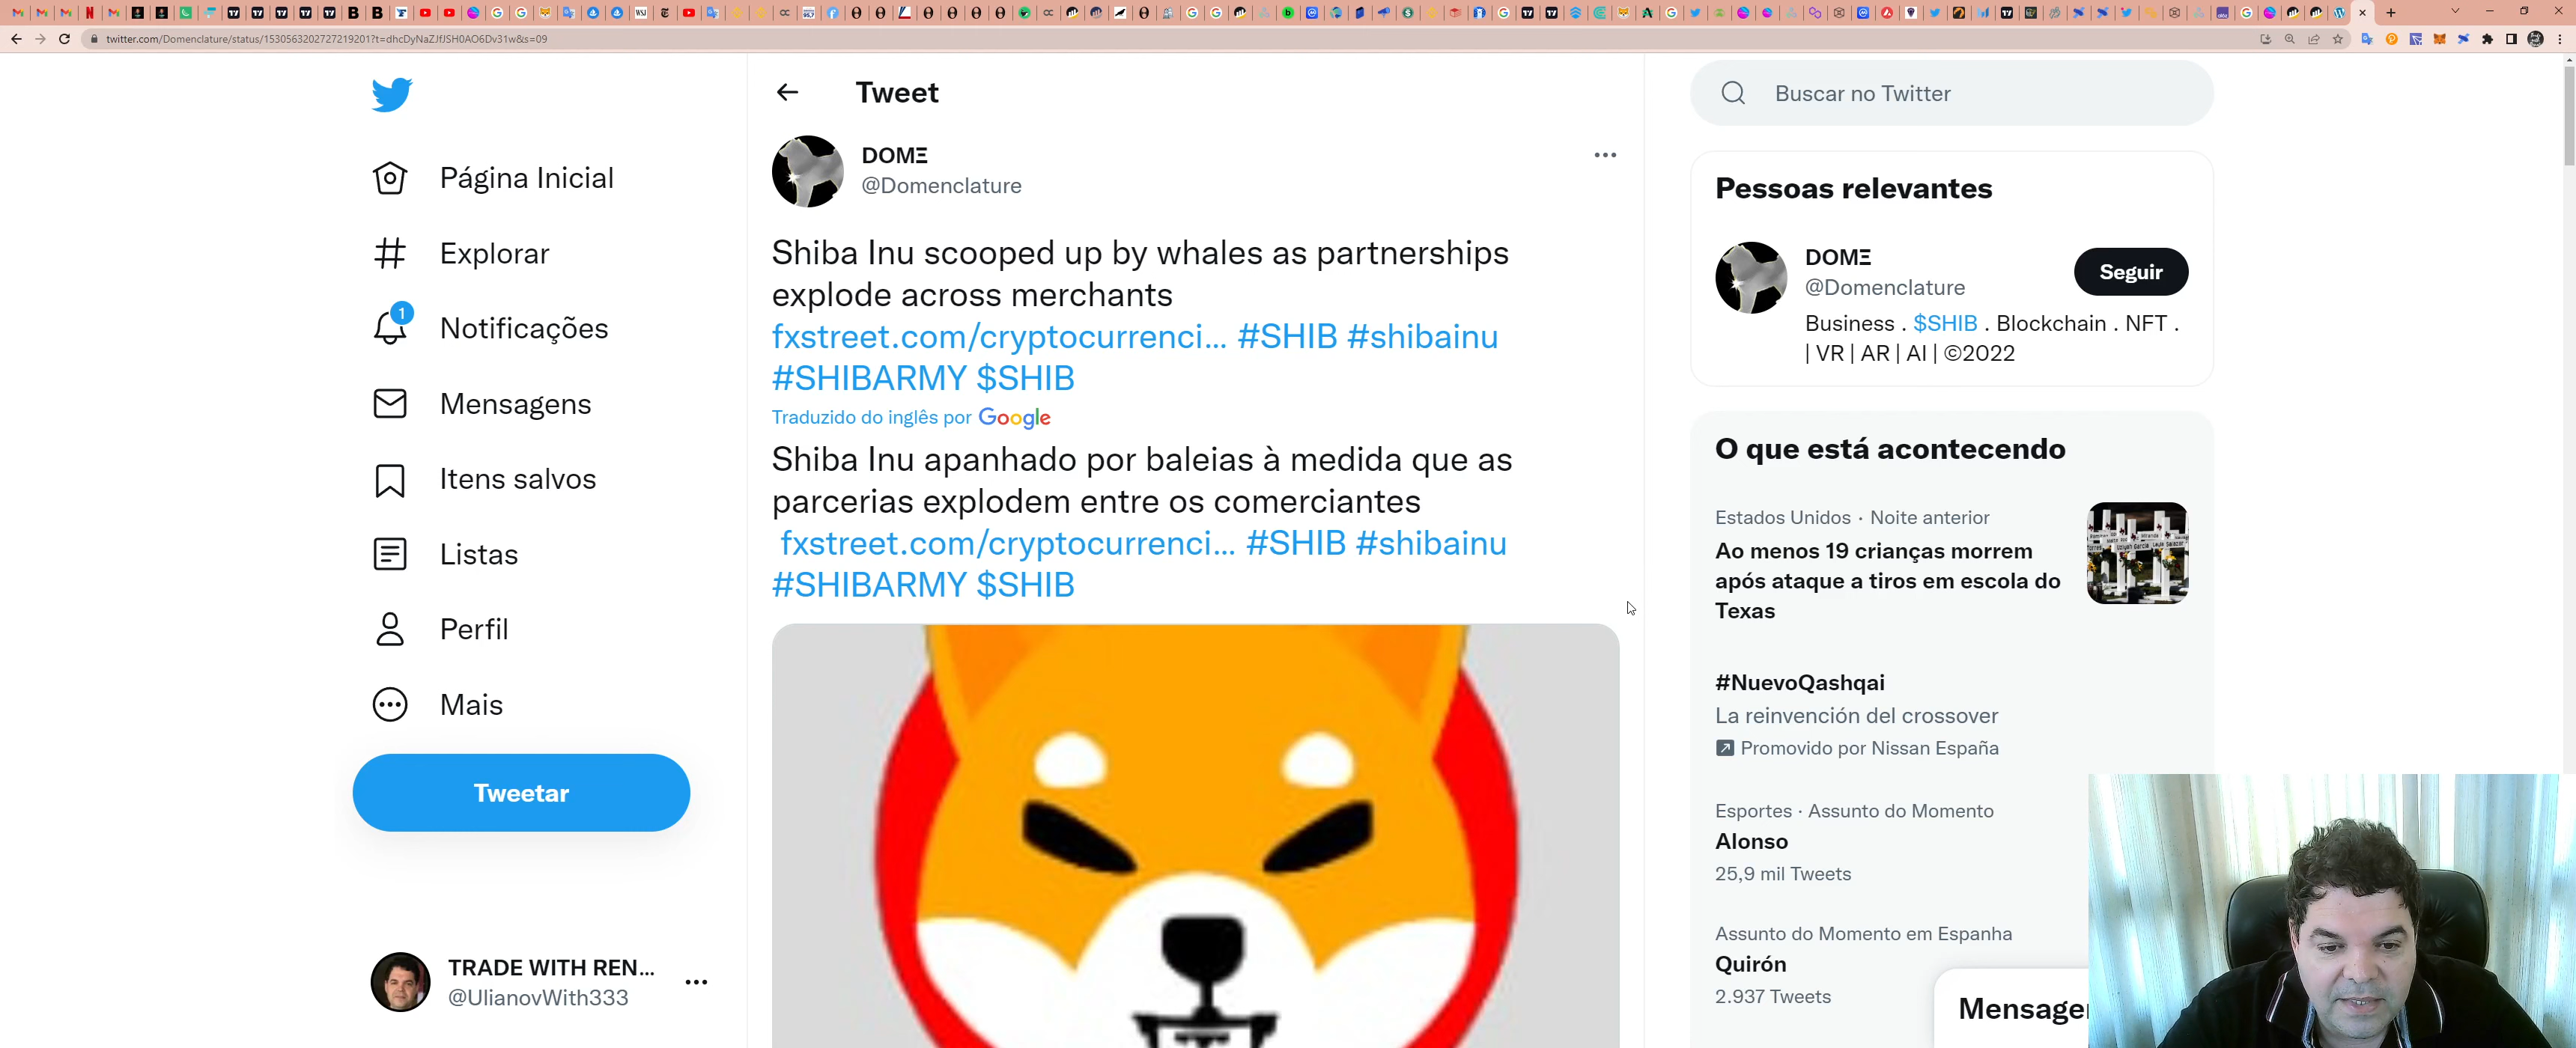 twitter.com/Domenclature/status/1530563202727219201?t=dhcDyNaZJfJSH0AO6Dv31w&s=09
Tweet
Buscar no Twitter
Página Inicial
Explorar
1
Notificações
Mensagens
Itens salvos
Listas
Perfil
Mais
Tweetar
TRADE WITH REN...
@UlianovWith333
DOMΞ
@Domenclature
Shiba Inu scooped up by whales as partnerships
explode across merchants
fxstreet.com/cryptocurrenci... #SHIB #shibainu
#SHIBARMY $SHIB
Traduzido do inglês por Google
Shiba Inu apanhado por baleias à medida que as
parcerias explodem entre os comerciantes
fxstreet.com/cryptocurrenci... #SHIB #shibainu
#SHIBARMY $SHIB
Pessoas relevantes
DOMΞ
@Domenclature
Seguir
Business . $SHIB . Blockchain . NFT .
| VR | AR | AI | ©2022
O que está acontecendo
Estados Unidos · Noite anterior
Ao menos 19 crianças morrem
após ataque a tiros em escola do
Texas
#NuevoQashqai
La reinvención del crossover
Promovido por Nissan España
Esportes · Assunto do Momento
Alonso
25,9 mil Tweets
Assunto do Momento em Espanha
Quirón
2.937 Tweets
Mensage